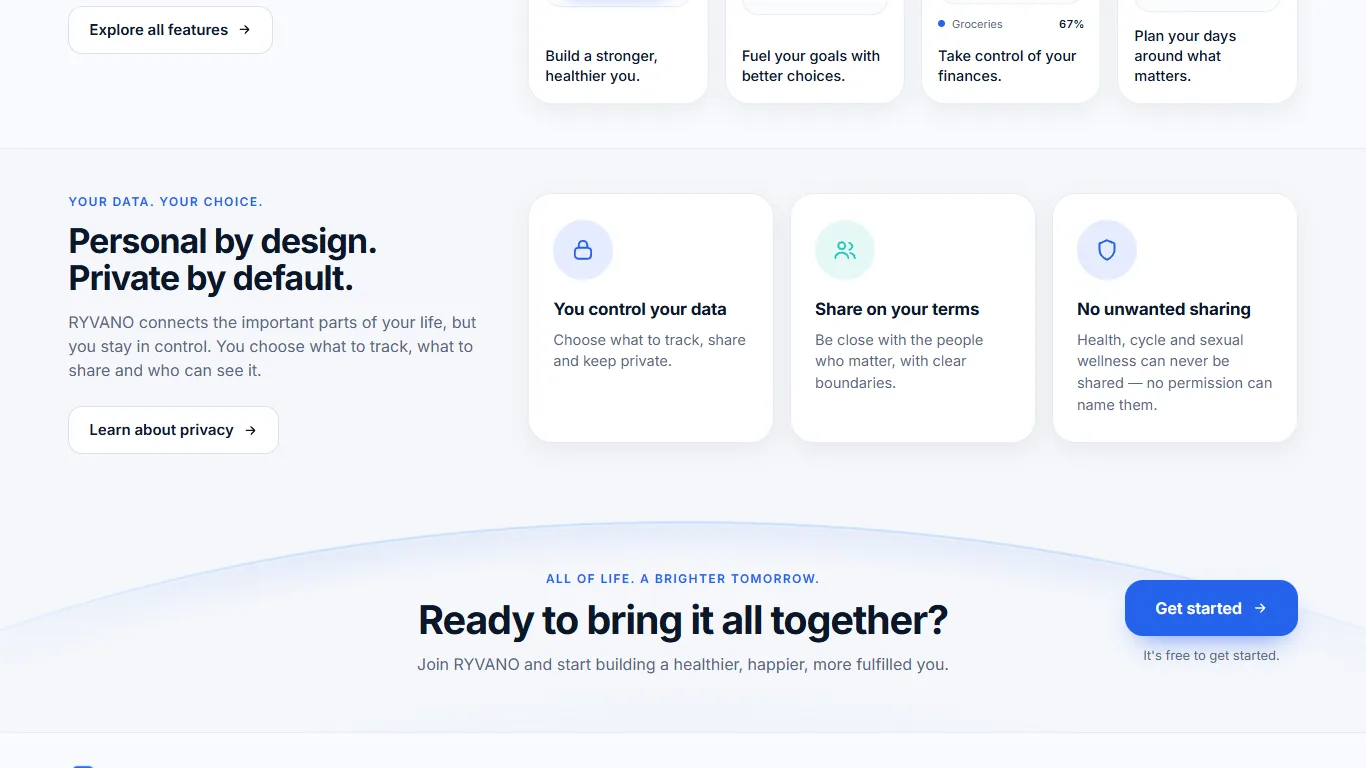 Explore all features
Build a stronger,
healthier you.
Fuel your goals with
better choices.
Groceries 67%
Take control of your
finances.
Plan your days
around what
matters.
YOUR DATA. YOUR CHOICE.
Personal by design.
Private by default.
RYVANO connects the important parts of your life, but
you stay in control. You choose what to track, what to
share and who can see it.
Learn about privacy
You control your data
Choose what to track, share
and keep private.
Share on your terms
Be close with the people
who matter, with clear
boundaries.
No unwanted sharing
Health, cycle and sexual
wellness can never be
shared — no permission can
name them.
ALL OF LIFE. A BRIGHTER TOMORROW.
Ready to bring it all together?
Join RYVANO and start building a healthier, happier, more fulfilled you.
Get started
It's free to get started.